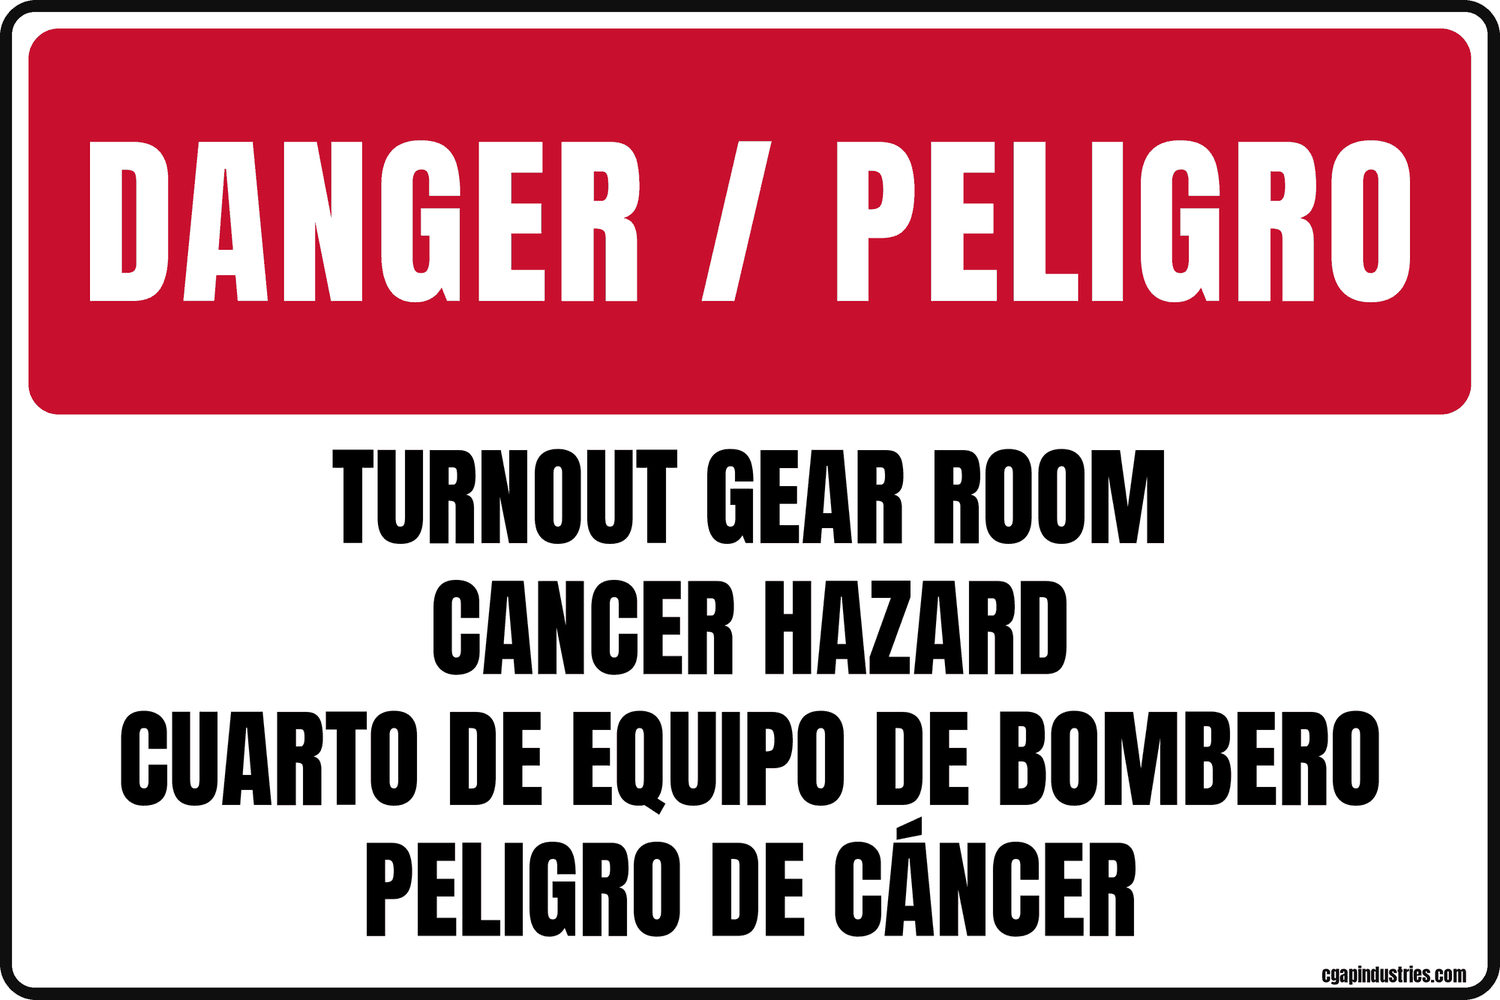 DANGER / PELIGRO
TURNOUT GEAR ROOM
CANCER HAZARD
CUARTO DE EQUIPO DE BOMBERO
PELIGRO DE CÁNCER
cgapindustries.com